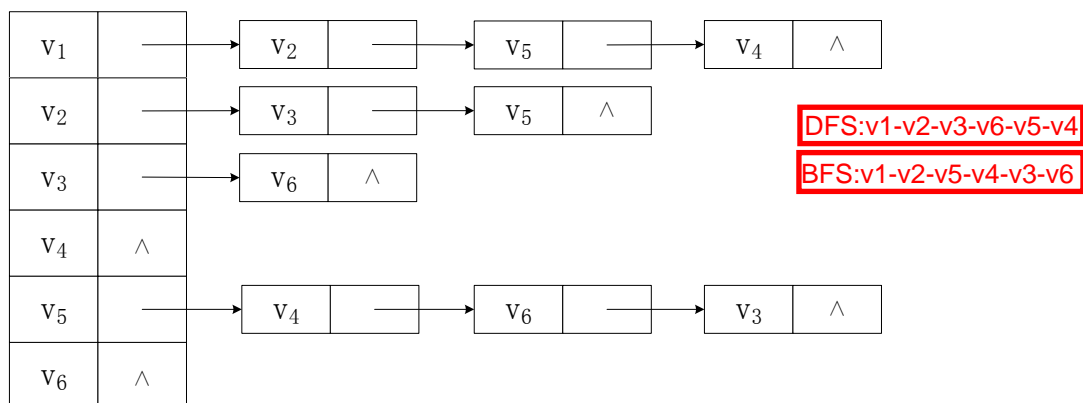 v1 v2 v5 v4 ∧
v2 v3 v5 ∧
DFS:v1-v2-v3-v6-v5-v4
BFS:v1-v2-v5-v4-v3-v6
v3 v6 ∧
v4 ∧
v5 v4 v6 v3 ∧
v6 ∧